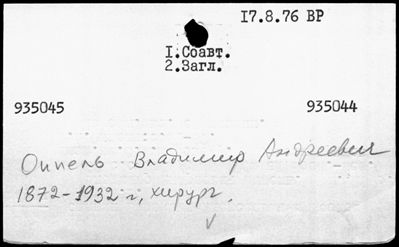 17.8.76 ВР
1.Соавт.
2.Загл.
935045 935044
Оппель Владимир Андреевич
1872-1932 г., хирург.